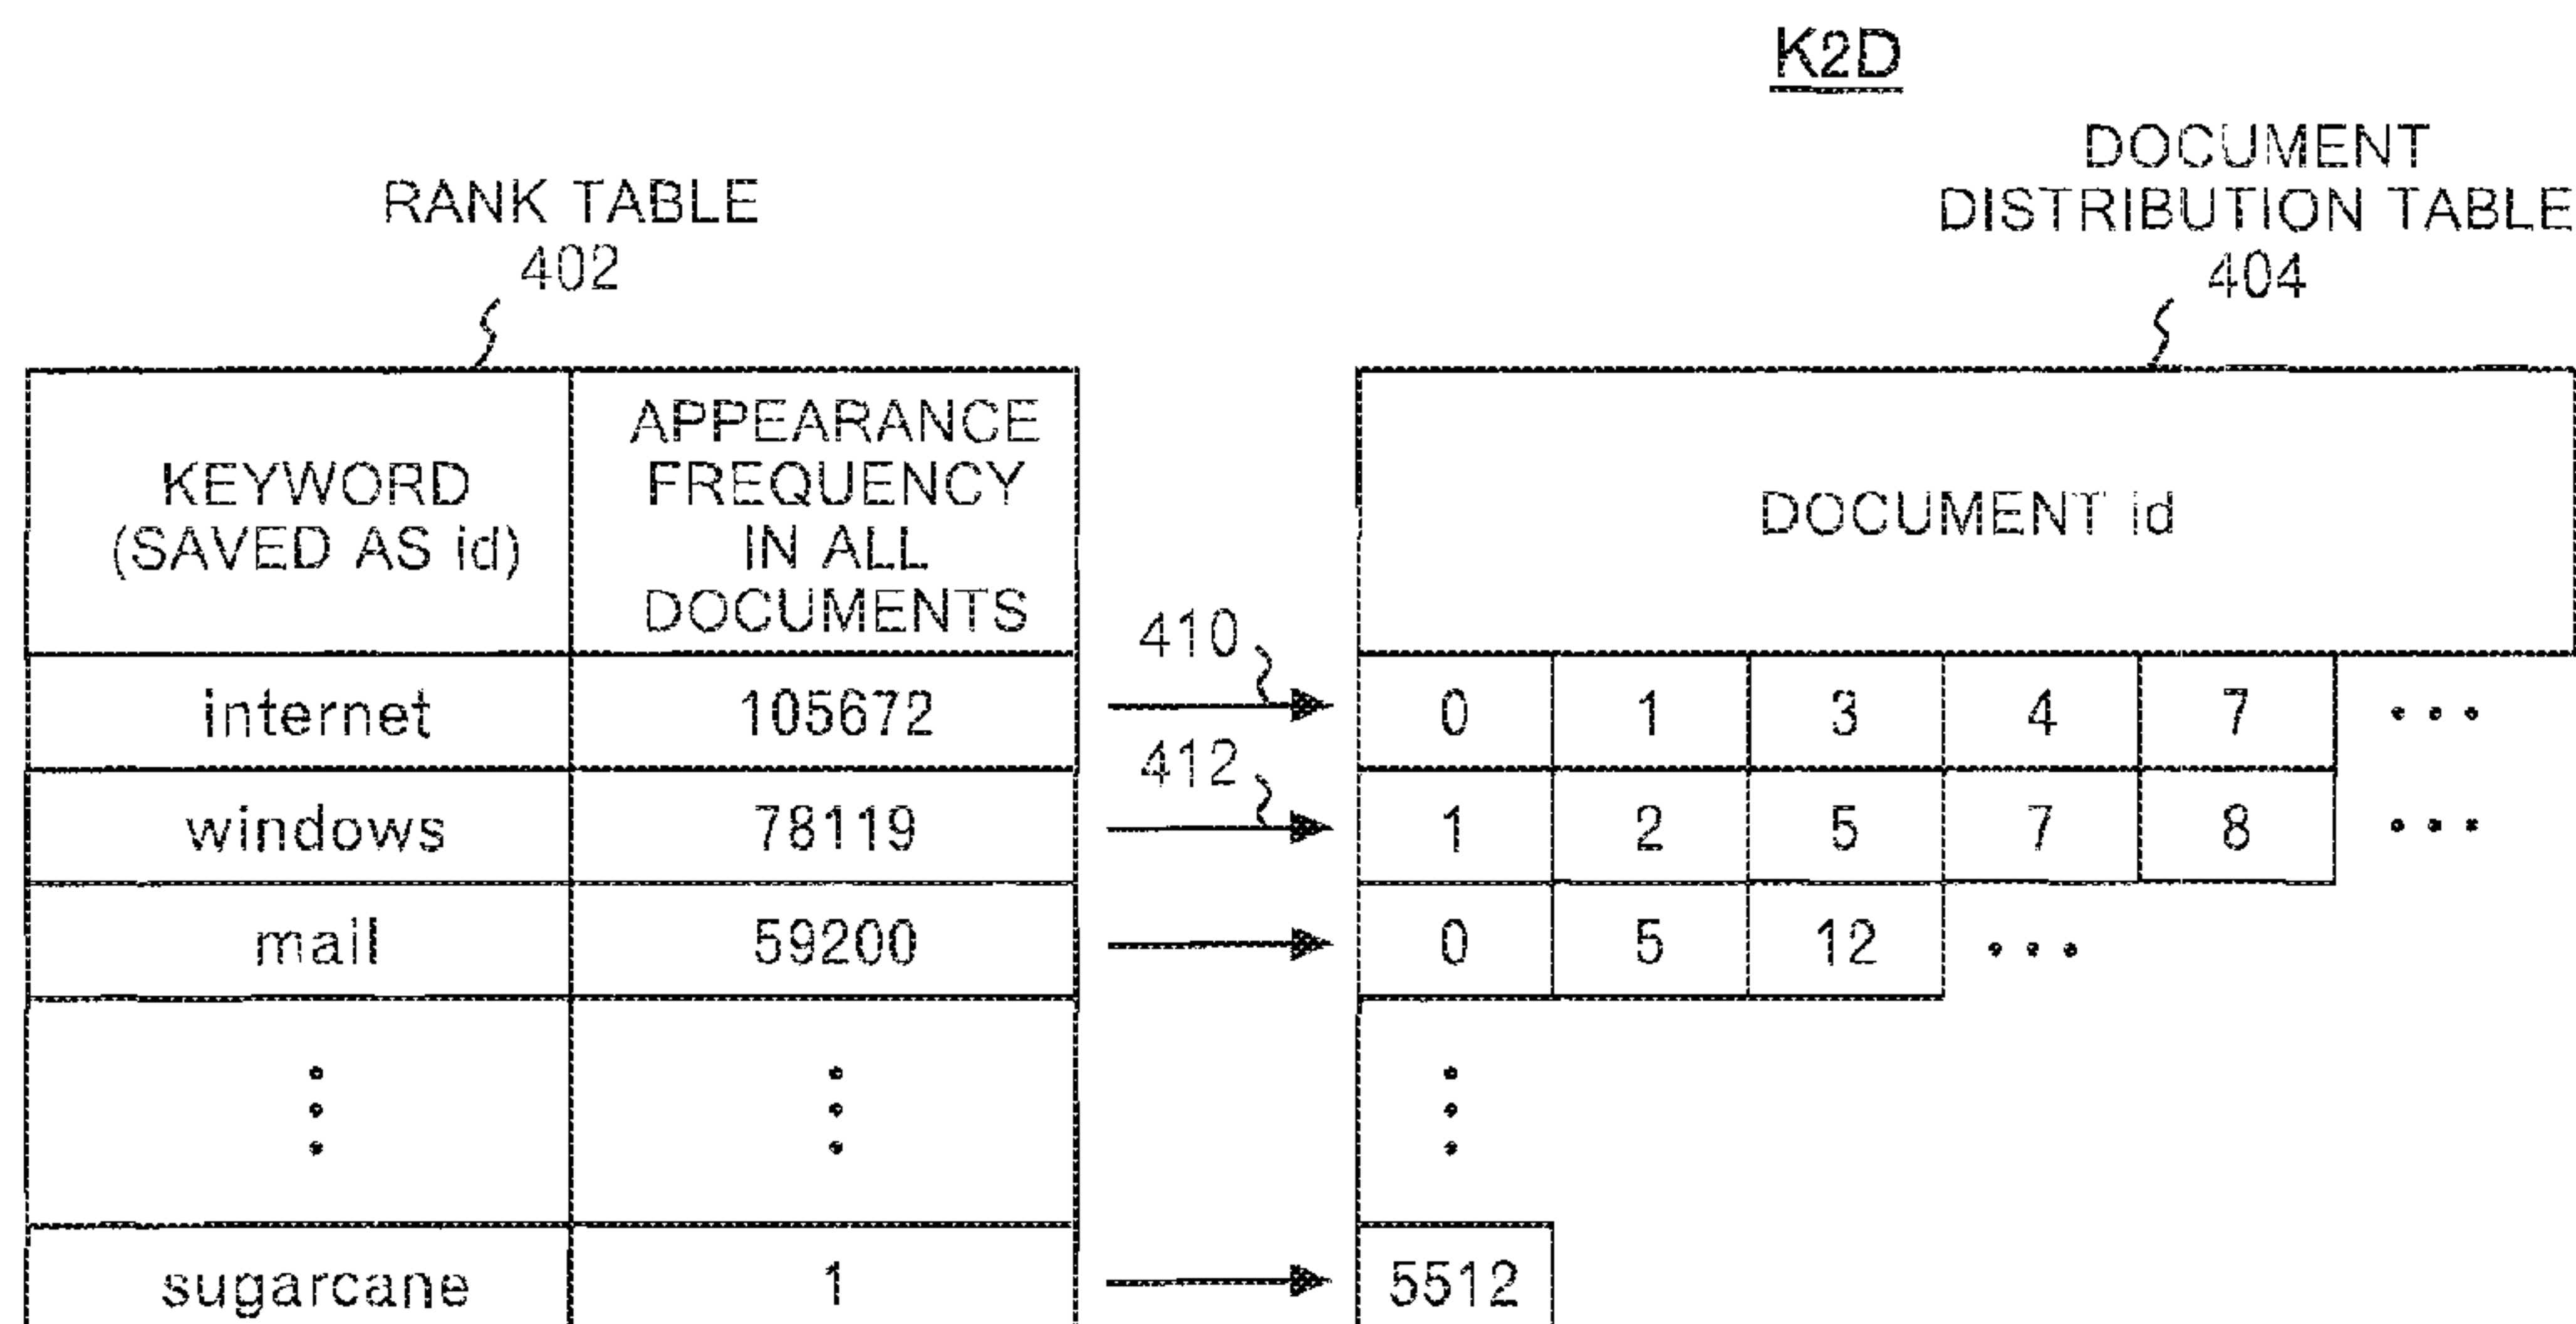 K2D
RANK TABLE
402
DOCUMENT
DISTRIBUTION TABLE
404
KEYWORD
(SAVED AS id)
APPEARANCE
FREQUENCY
IN ALL
DOCUMENTS
DOCUMENT id
internet 105672 410 0 1 3 4 7 ...
windows 78119 412 1 2 5 7 8 ...
mail 59200 0 5 12 ...
sugarcane 1 5512